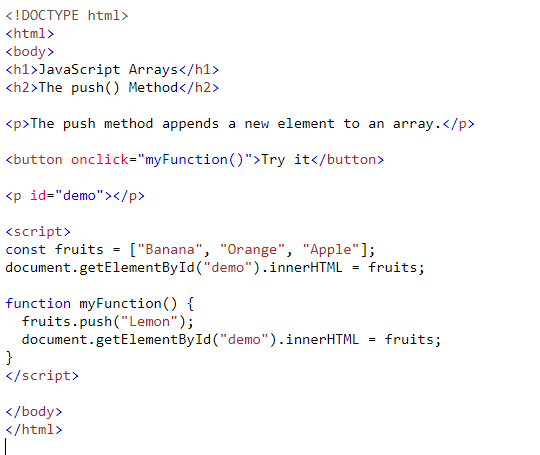 <!DOCTYPE html>
<html>
<body>
<h1>JavaScript Arrays</h1>
<h2>The push() Method</h2>

<p>The push method appends a new element to an array.</p>

<button onclick="myFunction()">Try it</button>

<p id="demo"></p>

<script>
const fruits = ["Banana", "Orange", "Apple"];
document.getElementById("demo").innerHTML = fruits;

function myFunction() {
  fruits.push("Lemon");
  document.getElementById("demo").innerHTML = fruits;
}
</script>

</body>
</html>